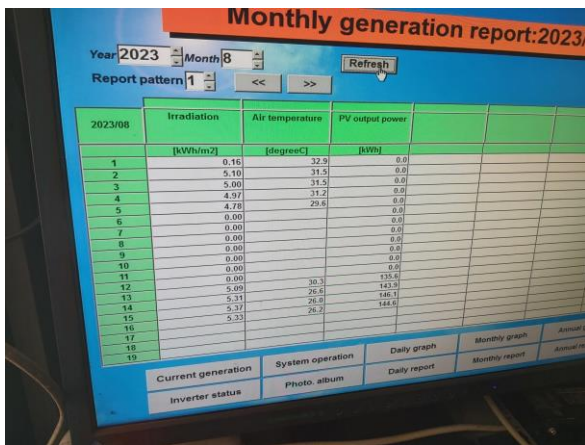 Monthly generation report:2023/
Year 2023 Month 8 Refresh
Report pattern 1 << >>
2023/08 Irradiation Air temperature PV output power
[kWh/m2] [degreeC] [kWh]
1 0.16 32.9 0.0
2 5.10 31.5 0.0
3 5.00 31.5 0.0
4 4.97 31.2 0.0
5 4.78 29.6 0.0
6 0.00 0.0
7 0.00 0.0
8 0.00 0.0
9 0.00 0.0
10 0.00 0.0
11 0.00 0.0
12 5.09 30.3 135.6
13 5.31 26.6 143.9
14 5.37 26.0 146.1
15 5.33 26.2 144.6
16
17
18
19
Current generation System operation Daily graph Monthly graph Annual
Inverter status Photo. album Daily report Monthly report Annual